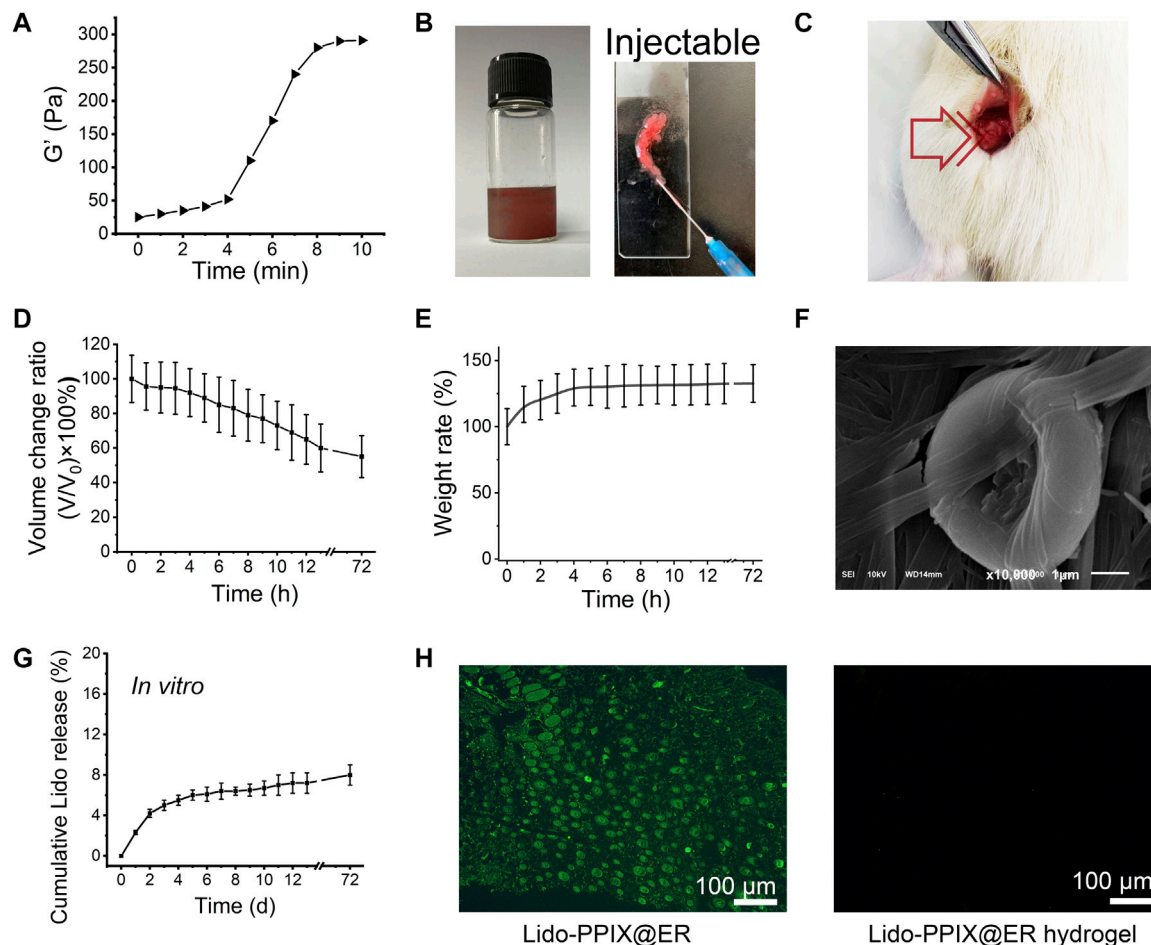 A
300
250
200
150
100
50
0
G’ (Pa)
0 2 4 6 8 10
Time (min)
B
Injectable
C
D
120
100
80
60
40
20
0
Volume change ratio
(V/V0)×100%)
0 2 4 6 8 10 12 72
Time (h)
E
150
100
50
0
Weight rate (%)
0 2 4 6 8 10 12 72
Time (h)
F
SEI 10kV WD14mm x10,000 1μm
G
20
16
12
8
4
0
Cumulative Lido release (%)
In vitro
0 2 4 6 8 10 12 72
Time (d)
H
100 μm
Lido-PPIX@ER
100 μm
Lido-PPIX@ER hydrogel